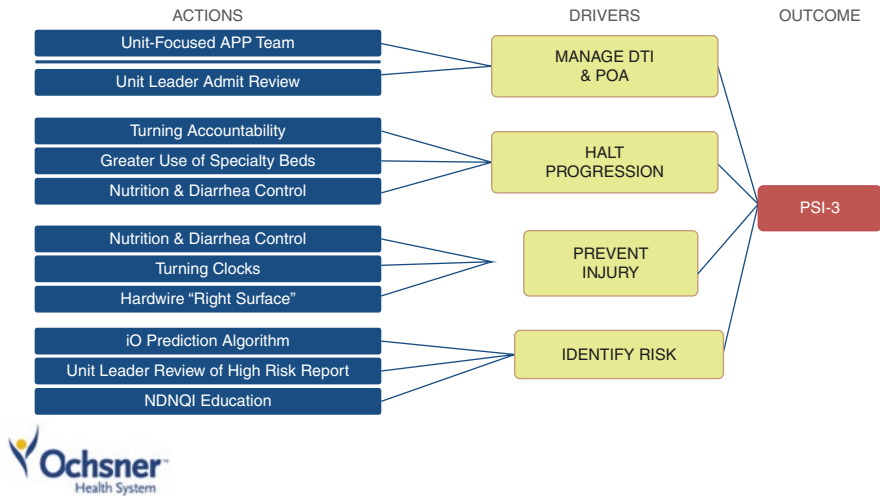 ACTIONS
DRIVERS
OUTCOME
Unit-Focused APP Team
Unit Leader Admit Review
MANAGE DTI
& POA
Turning Accountability
Greater Use of Specialty Beds
Nutrition & Diarrhea Control
HALT
PROGRESSION
PSI-3
Nutrition & Diarrhea Control
Turning Clocks
Hardwire “Right Surface”
PREVENT
INJURY
iO Prediction Algorithm
Unit Leader Review of High Risk Report
NDNQI Education
IDENTIFY RISK
Ochsner™
Health System